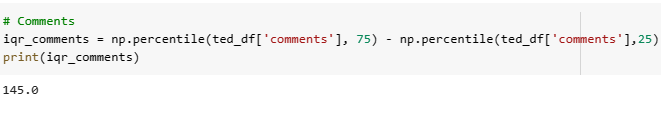 # Comments
iqr_comments = np.percentile(ted_df['comments'], 75) - np.percentile(ted_df['comments'],25)
print(iqr_comments)
145.0